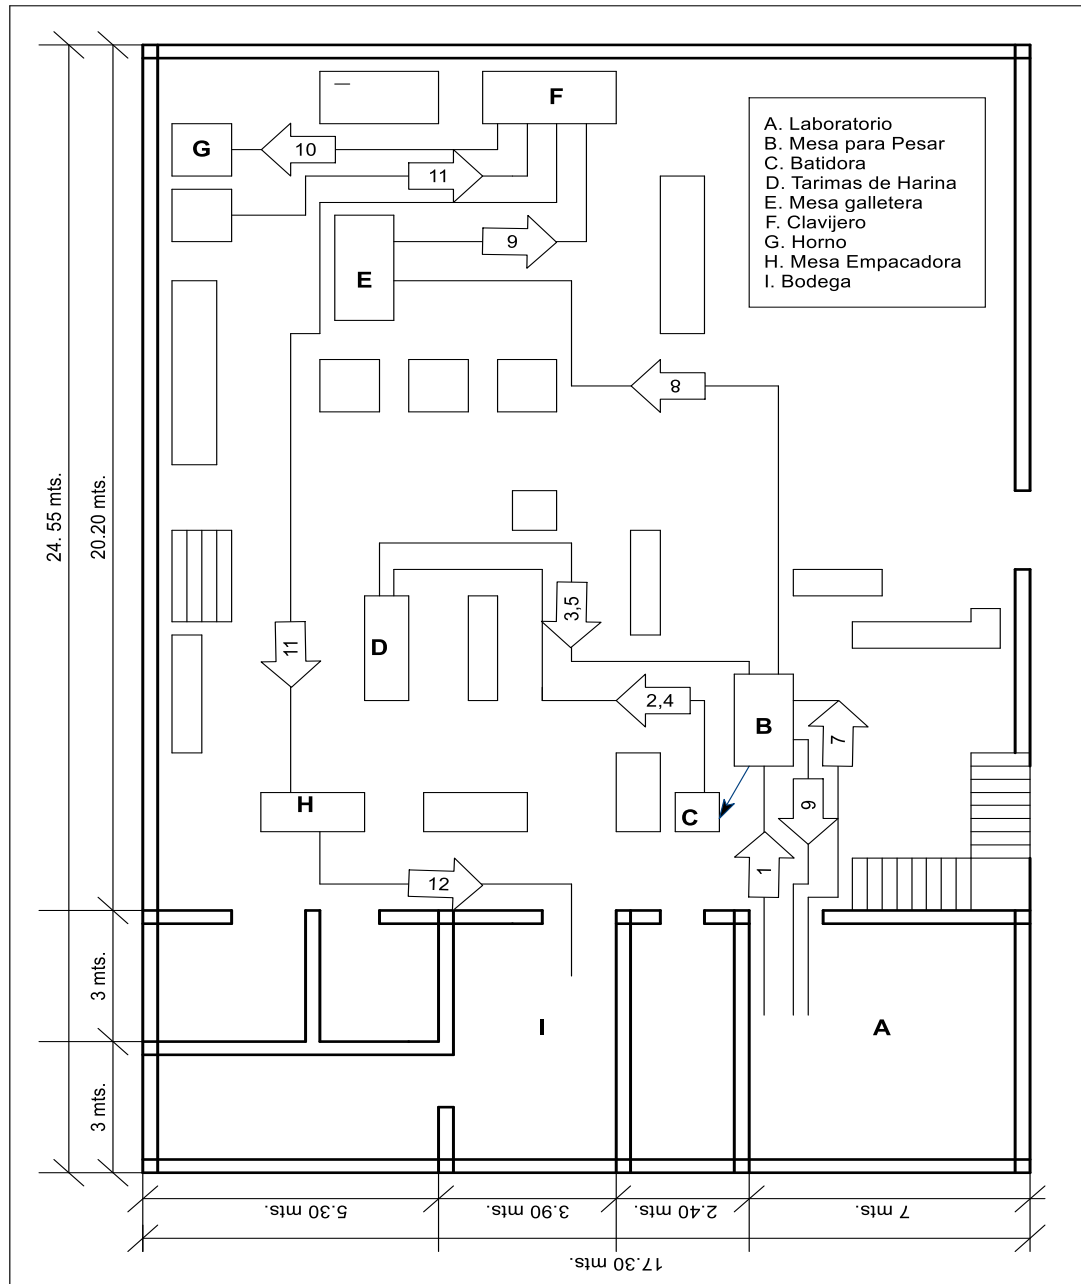 F
G
10
11
A. Laboratorio
B. Mesa para Pesar
C. Batidora
D. Tarimas de Harina
E. Mesa galletera
F. Clavijero
G. Horno
H. Mesa Empacadora
I. Bodega
9
E
8
24. 55 mts.
20.20 mts.
3,5
11
D
2,4
B
7
6
H
C
1
12
3 mts.
I
A
3 mts.
5.30 mts.
3.90 mts.
2.40 mts.
7 mts.
17.30 mts.